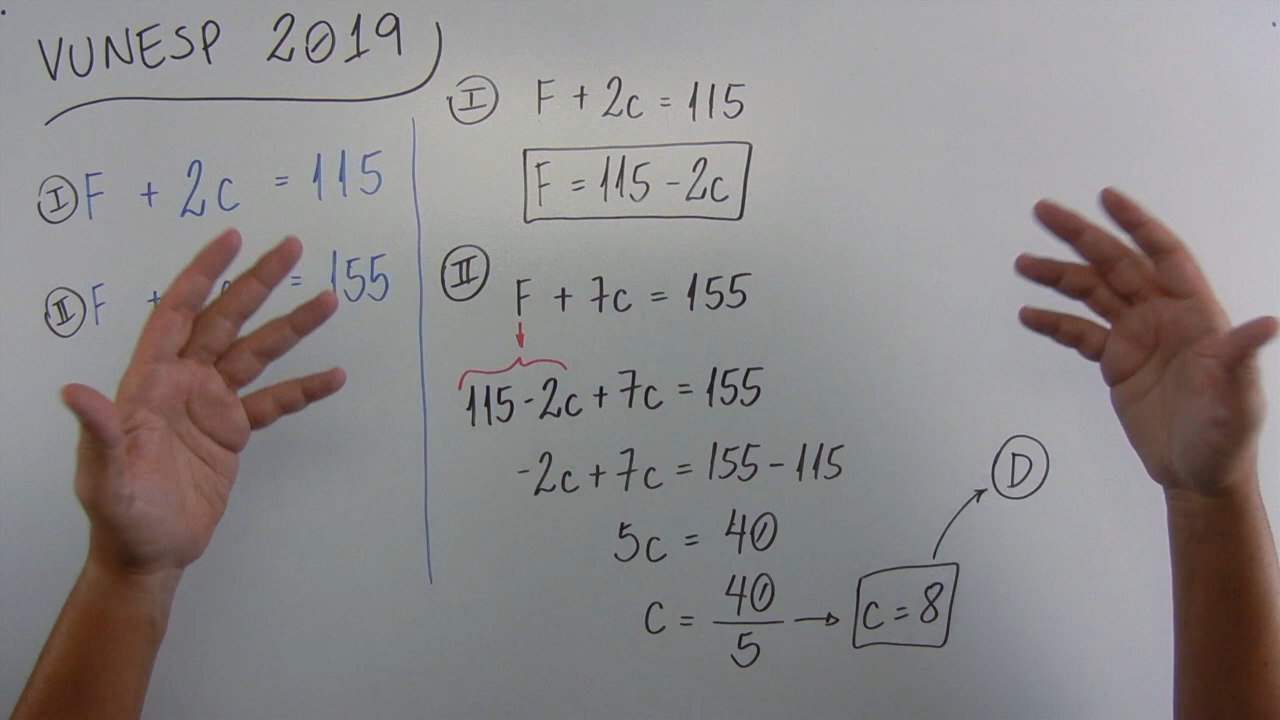 VUNESP 2019
Ⅰ F + 2c = 115
Ⅱ F + = 155
Ⅰ F + 2c = 115
F = 115 - 2c
Ⅱ F + 7c = 155
115 - 2c + 7c = 155
-2c + 7c = 155 - 115
5c = 40
C = 40/5 → c = 8
D